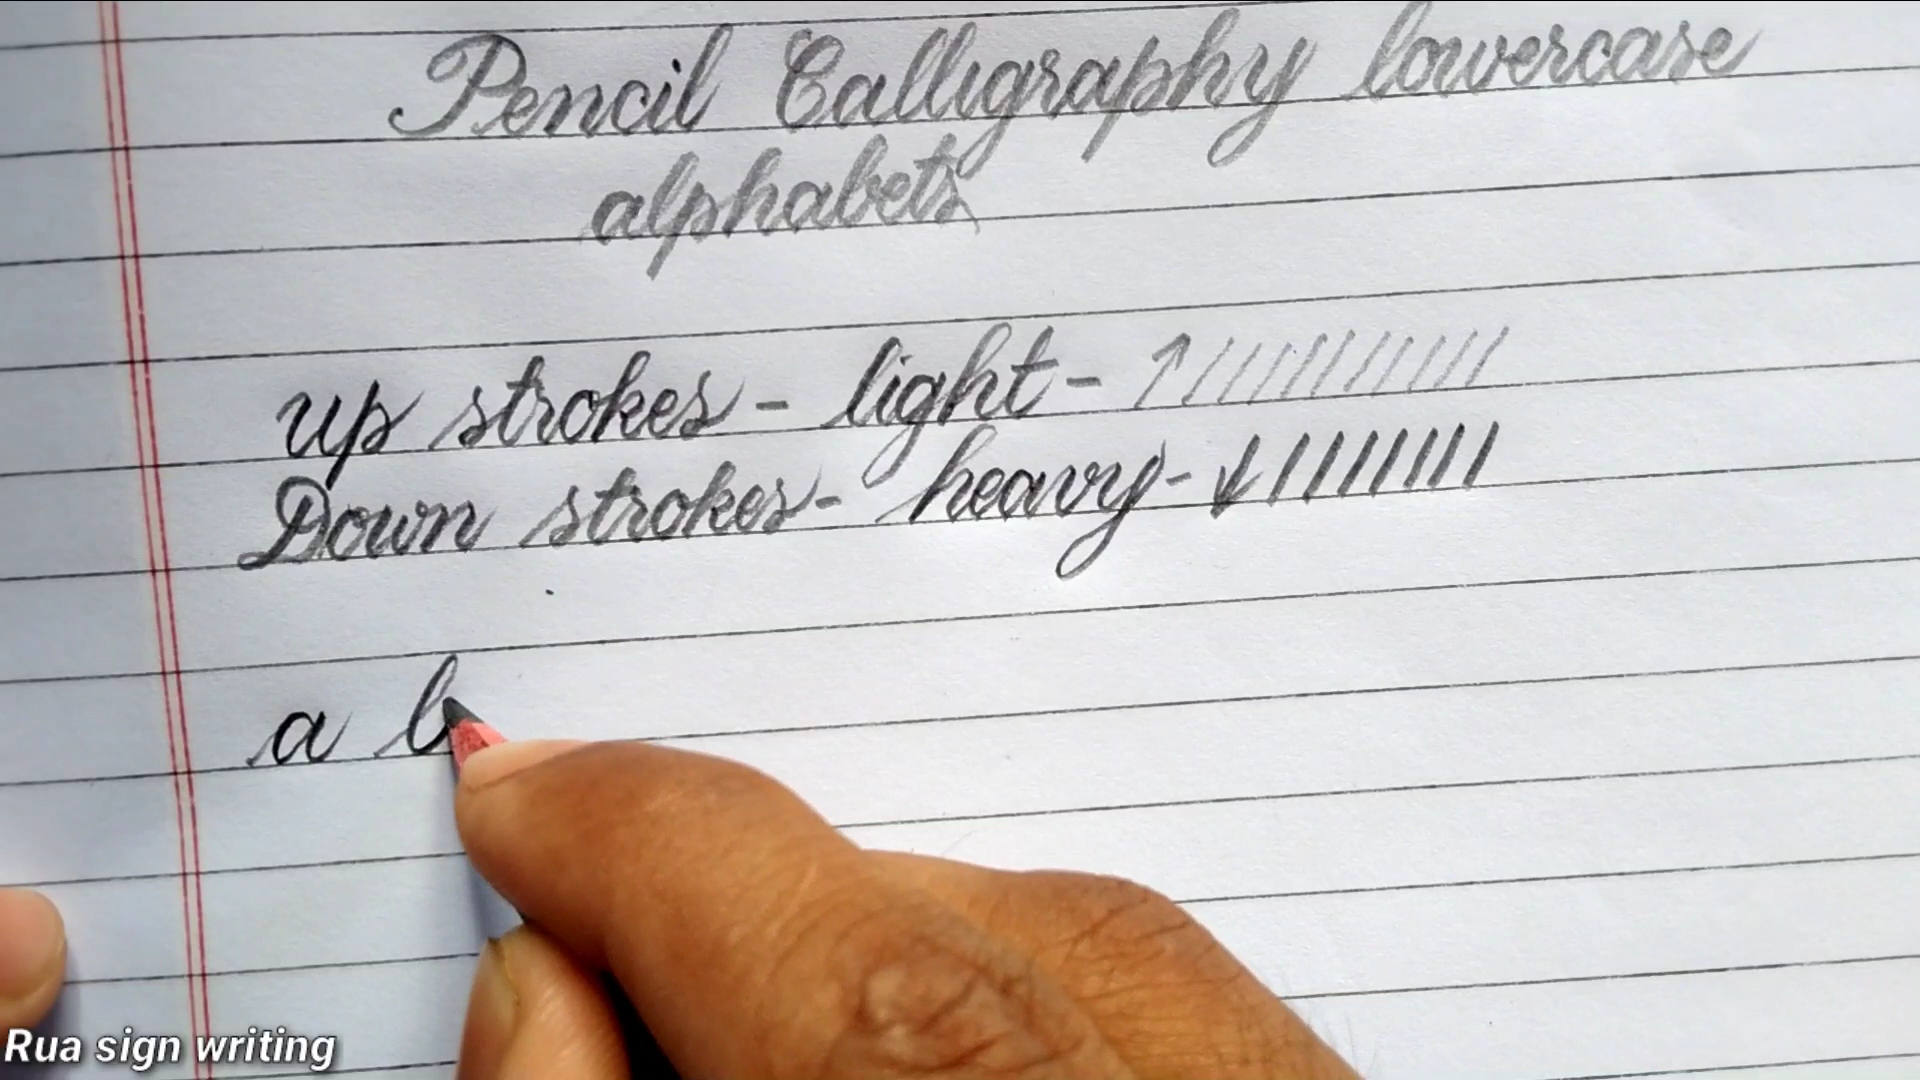 Pencil Calligraphy lowercase
alphabets
up strokes - light - ↑//////////
Down strokes - heavy - ↓////////
a b
Rua sign writing